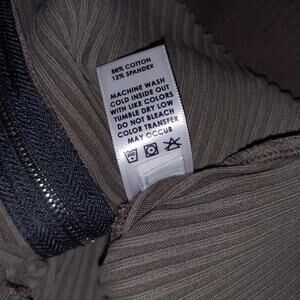 88% COTTON
12% SPANDEX
MACHINE WASH
COLD INSIDE OUT
WITH LIKE COLORS
TUMBLE DRY LOW
DO NOT BLEACH
COLOR TRANSFER
MAY OCCUR